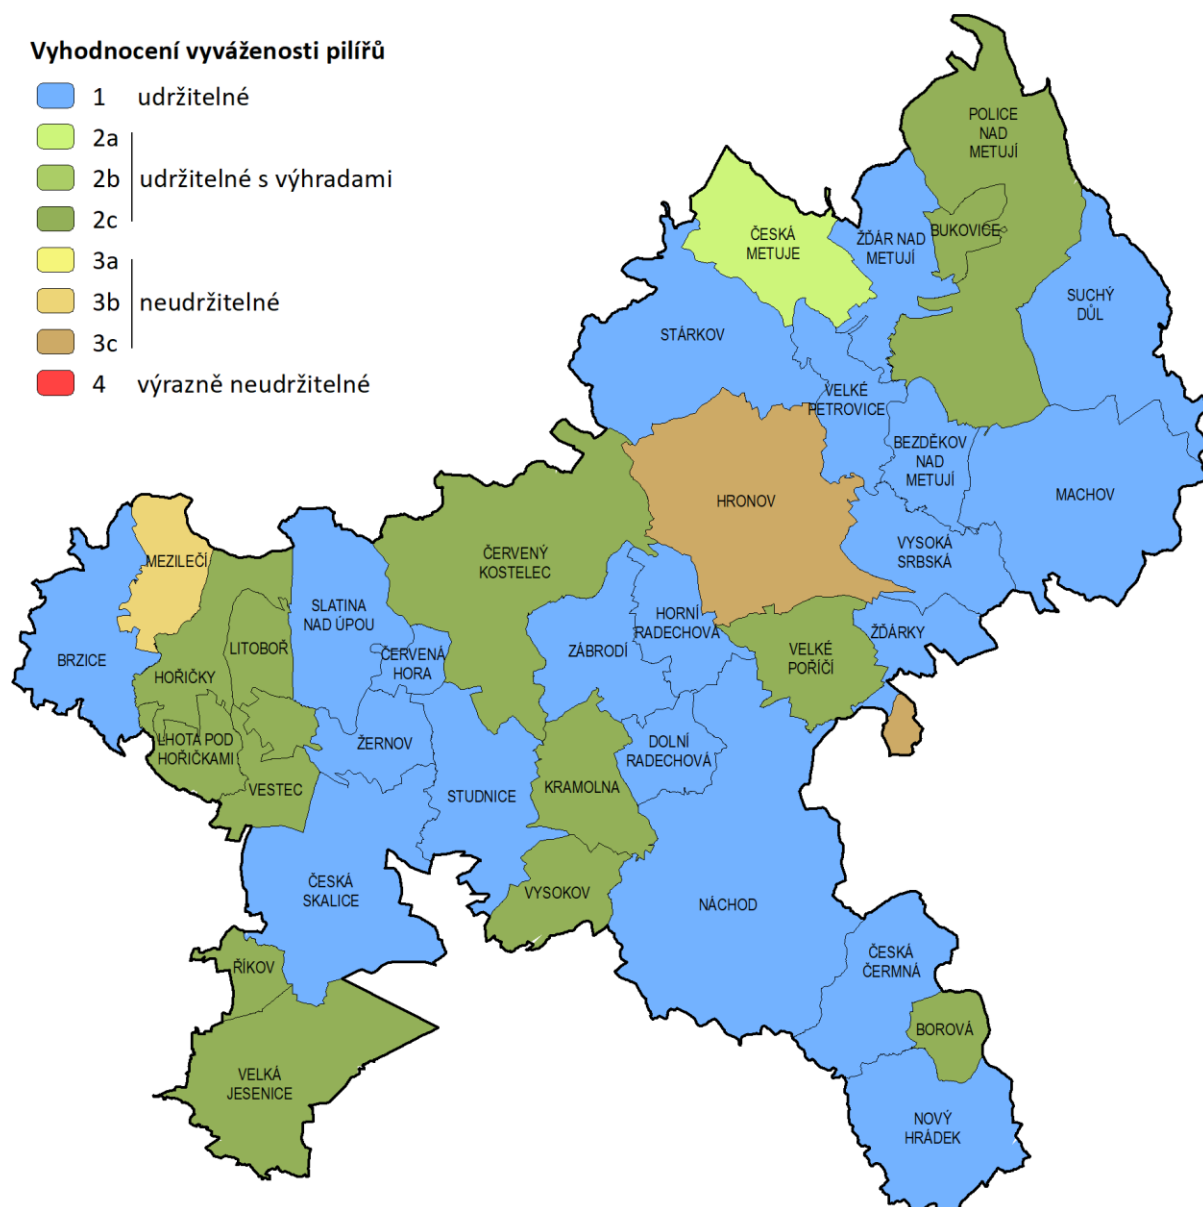 Vyhodnocení vyváženosti pilířů
1 udržitelné
2a
2b udržitelné s výhradami
2c
3a
3b neudržitelné
3c
4 výrazně neudržitelné
POLICE
NAD
METUJÍ
BUKOVICE
ČESKÁ
METUJE
ŽĎÁR NAD
METUJÍ
SUCHÝ
DŮL
STÁRKOV
VELKÉ
PETROVICE
BEZDĚKOV
NAD
METUJÍ
MACHOV
HRONOV
VYSOKÁ
SRBSKÁ
MEZILEČÍ
ČERVENÝ
KOSTELEC
SLATINA
NAD ÚPOU
HORNÍ
RADECHOVÁ
ŽĎÁRKY
LITOBOŘ
BRZICE
HOŘIČKY
ČERVENÁ
HORA
ZÁBRODÍ
VELKÉ
POŘÍČÍ
LHOTA POD
HOŘIČKAMI
ŽERNOV
DOLNÍ
RADECHOVÁ
VESTEC
STUDNICE
KRAMOLNA
ČESKÁ
SKALICE
VYSOKOV
NÁCHOD
ČESKÁ
ČERMNÁ
ŘÍKOV
BOROVÁ
VELKÁ
JESENICE
NOVÝ
HRÁDEK